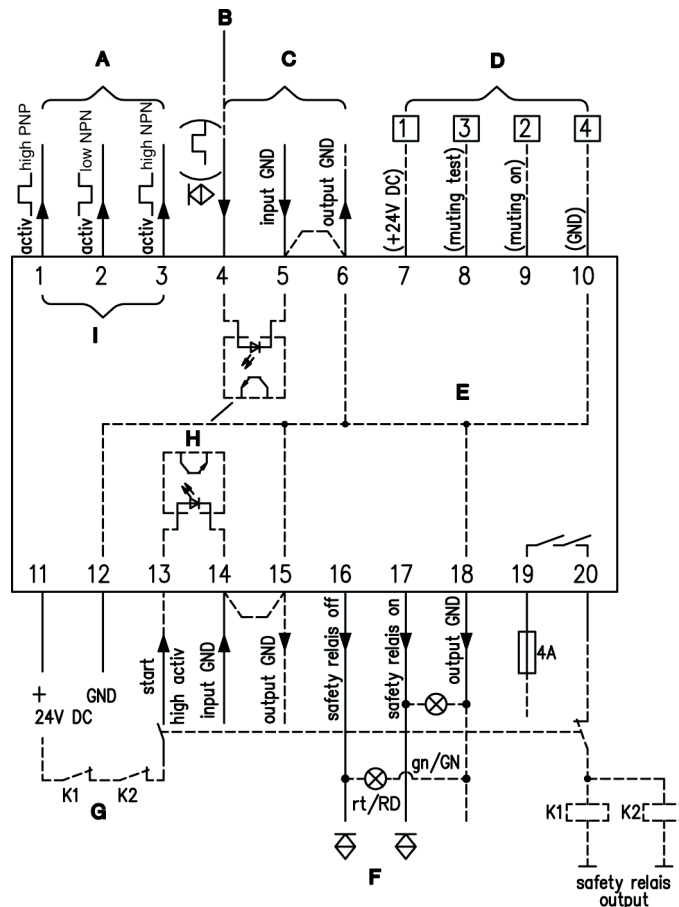 B
A
C
D
high PNP
low NPN
high NPN
activ
activ
activ
input GND
output GND
1
3
2
4
(+24V DC)
(muting test)
(muting on)
(GND)
1 2 3 4 5 6 7 8 9 10
I
E
H
11 12 13 14 15 16 17 18 19 20
+
24V DC
GND
start
high activ
input GND
output GND
safety relais off
safety relais on
output GND
4A
gn/GN
rt/RD
K1 K2
G
F
K1
K2
safety relais
output